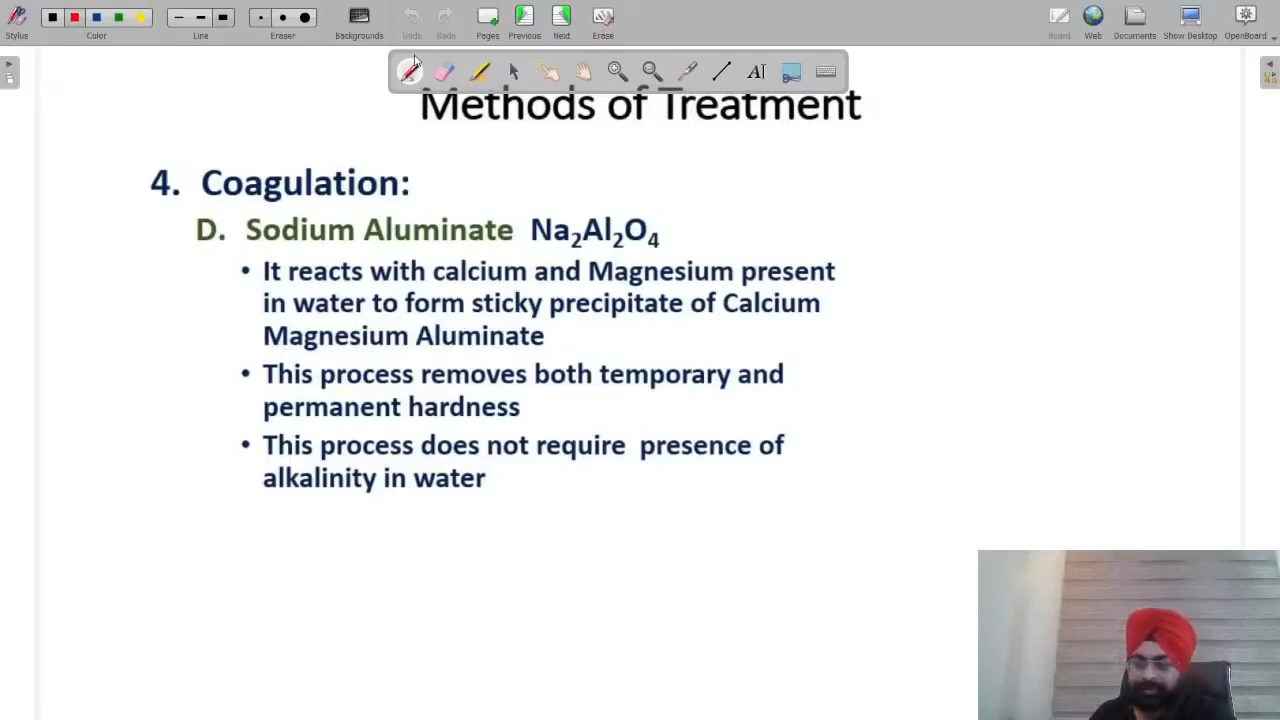 Stylus
Color
Line
Eraser
Backgrounds
Undo
Redo
Pages
Previous
Next
Erase
Board
Web
Documents
Show Desktop
OpenBoard
Methods of Treatment
4. Coagulation:
D. Sodium Aluminate Na₂Al₂O₄
• It reacts with calcium and Magnesium present
in water to form sticky precipitate of Calcium
Magnesium Aluminate
• This process removes both temporary and
permanent hardness
• This process does not require presence of
alkalinity in water